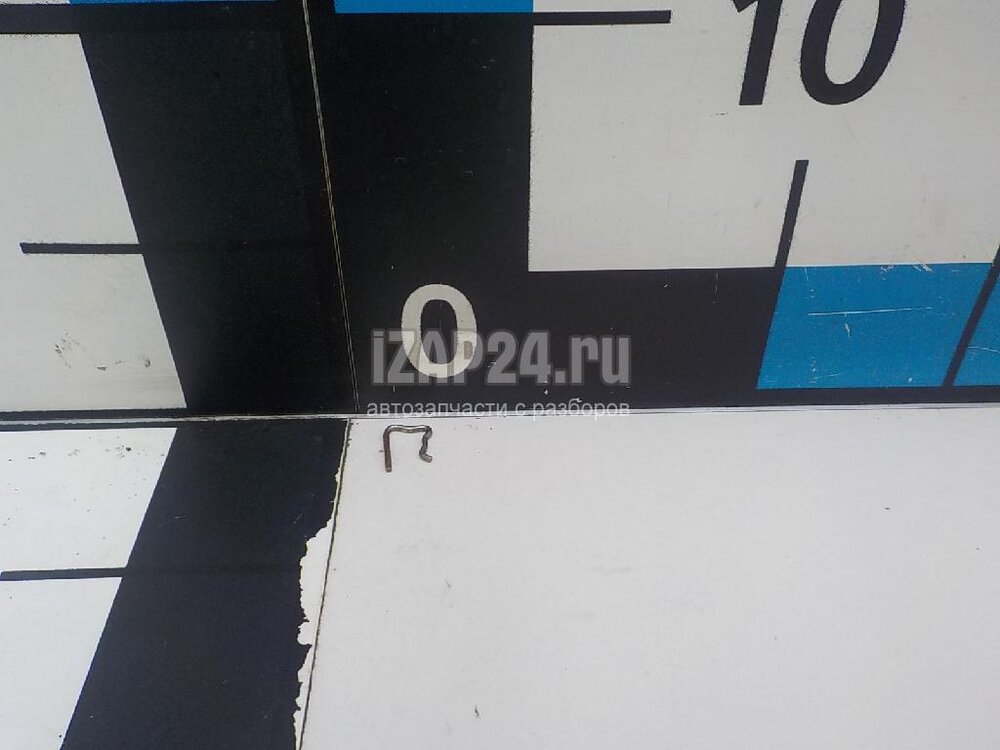 10
0
iZAP24.ru
автозапчасти с разборов